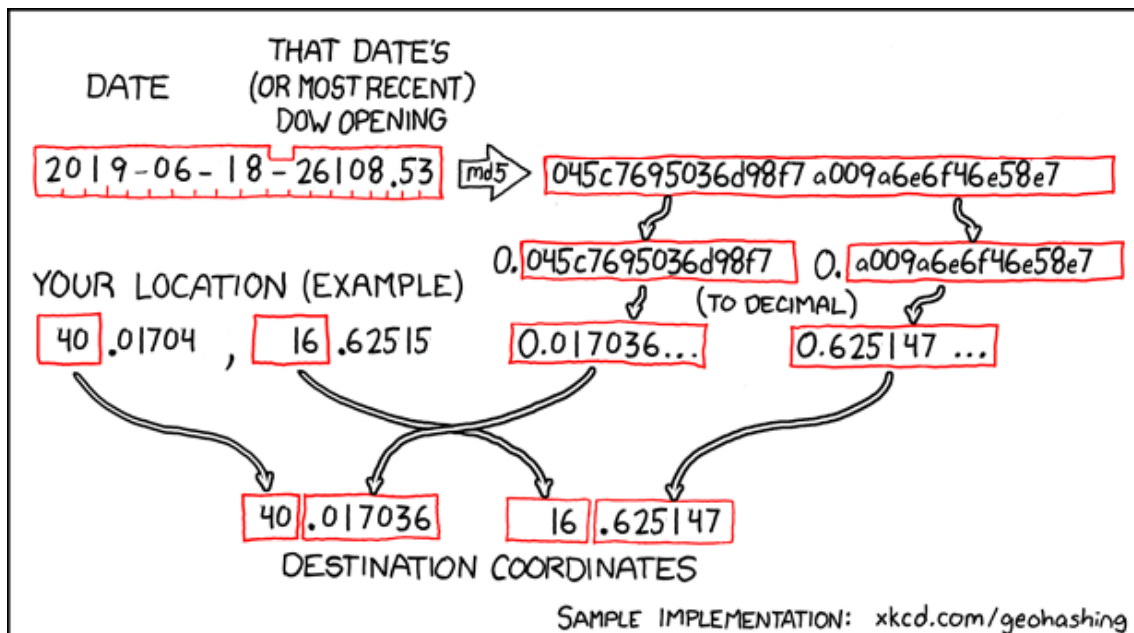 THAT DATE'S
DATE (OR MOST RECENT)
DOW OPENING
2019-06-18-26108.53 md5 045c7695036d98f7a009a6e6f46e58e7
0.045c7695036d98f7 0.a009a6e6f46e58e7
YOUR LOCATION (EXAMPLE) (TO DECIMAL)
40.01704, 16.62515 0.017036... 0.625147...
40.017036 16.625147
DESTINATION COORDINATES
SAMPLE IMPLEMENTATION: xkcd.com/geohashing